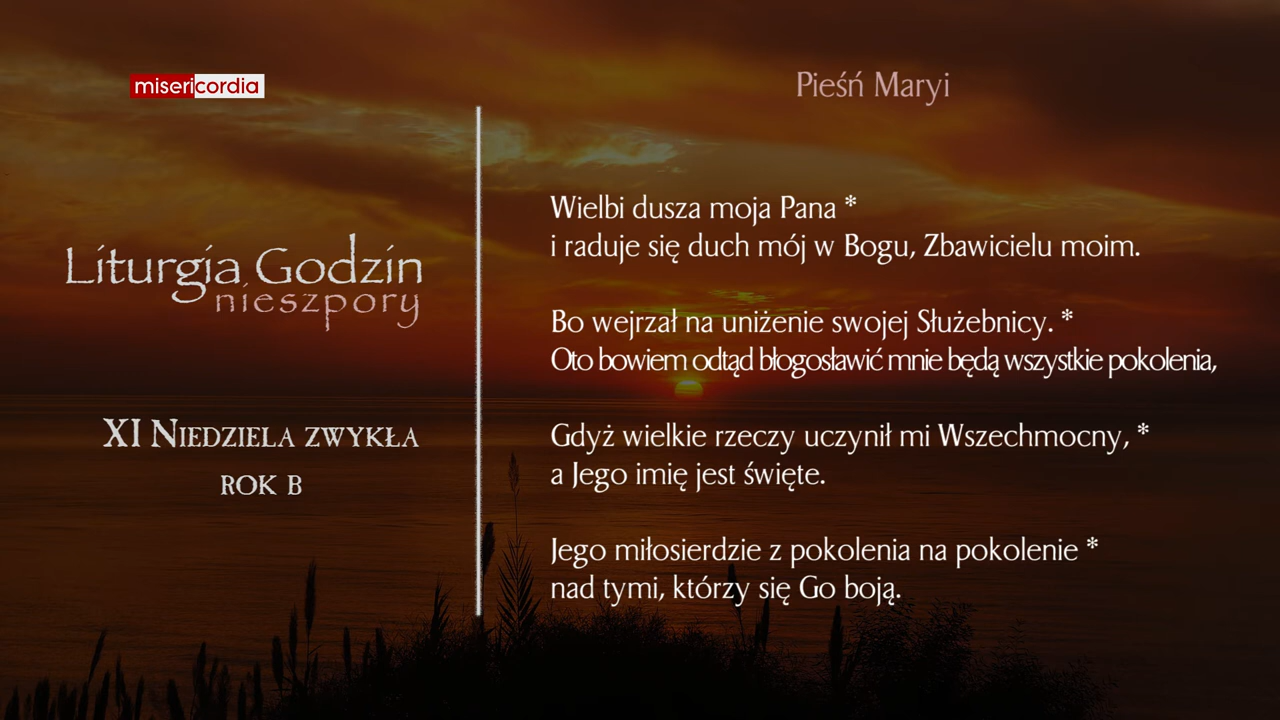 misericordia
Liturgia Godzin
nieszpory
XI Niedziela zwykła
rok B
Pieśń Maryi
Wielbi dusza moja Pana *
i raduje się duch mój w Bogu, Zbawicielu moim.
Bo wejrzał na uniżenie swojej Służebnicy. *
Oto bowiem odtąd błogosławić mnie będą wszystkie pokolenia,
Gdyż wielkie rzeczy uczynił mi Wszechmocny, *
a Jego imię jest święte.
Jego miłosierdzie z pokolenia na pokolenie *
nad tymi, którzy się Go boją.